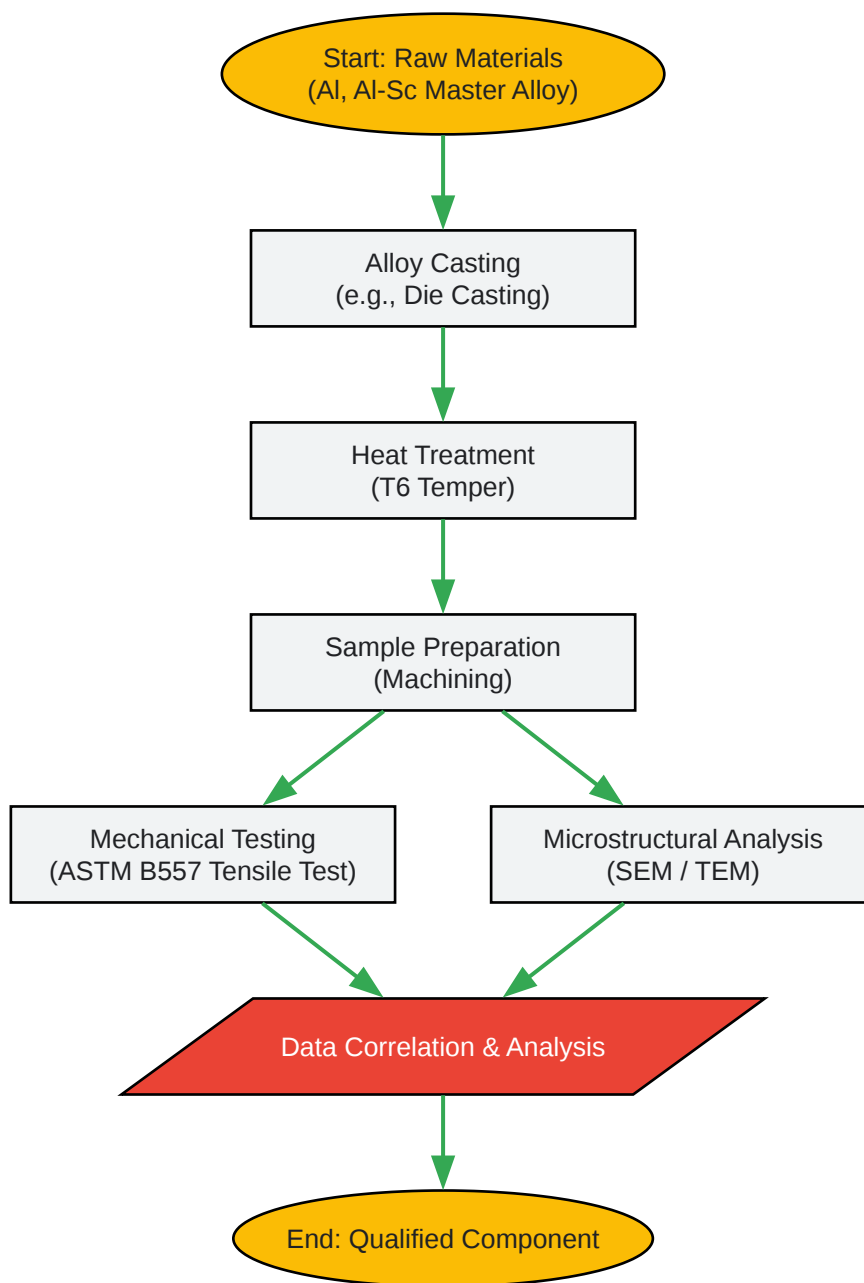 Start: Raw Materials
(Al, Al-Sc Master Alloy)
Alloy Casting
(e.g., Die Casting)
Heat Treatment
(T6 Temper)
Sample Preparation
(Machining)
Mechanical Testing
(ASTM B557 Tensile Test)
Microstructural Analysis
(SEM / TEM)
Data Correlation & Analysis
End: Qualified Component